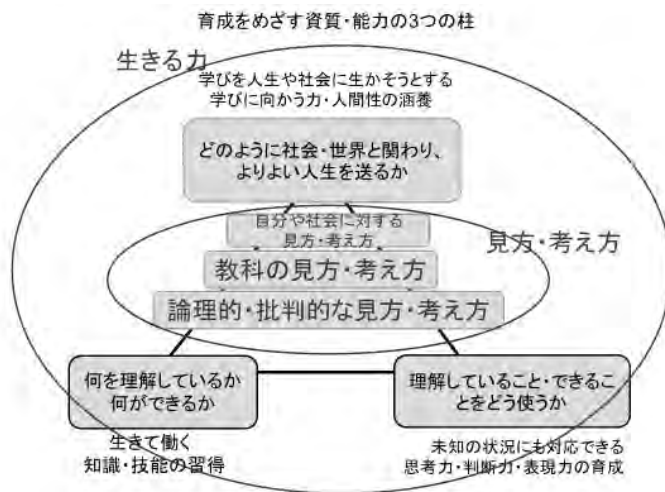 育成をめざす資質・能力の3つの柱
生きる力
学びを人生や社会に生かそうとする
学びに向かう力・人間性の涵養
どのように社会・世界と関わり、
よりよい人生を送るか
自分や社会に対する
見方・考え方
見方・考え方
教科の見方・考え方
論理的・批判的な見方・考え方
何を理解しているか
何ができるか
理解していること・できるこ
とをどう使うか
生きて働く
知識・技能の習得
未知の状況にも対応できる
思考力・判断力・表現力の育成